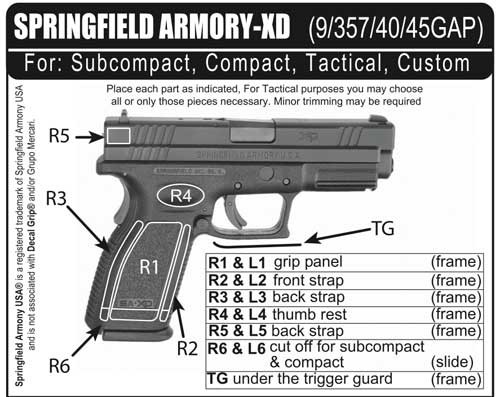 SPRINGFIELD ARMORY-XD (9/357/40/45GAP)
For: Subcompact, Compact, Tactical, Custom
Place each part as indicated, For Tactical purposes you may choose
all or only those pieces necessary. Minor trimming may be required
Springfield Armony USA® is a registered trademark of Springfield Armony USA
and is not associated with Decal Grip® and/or Grupo Mercari.
R5
XD
SPRINGFIELD ARMORY U.S.A.
R3
R4
TG
R1
R1 & L1 grip panel (frame)
R2 & L2 front strap (frame)
R3 & L3 back strap (frame)
R4 & L4 thumb rest (frame)
R5 & L5 back strap (frame)
R6 & L6 cut off for subcompact
& compact (slide)
TG under the trigger guard (frame)
R2
R6